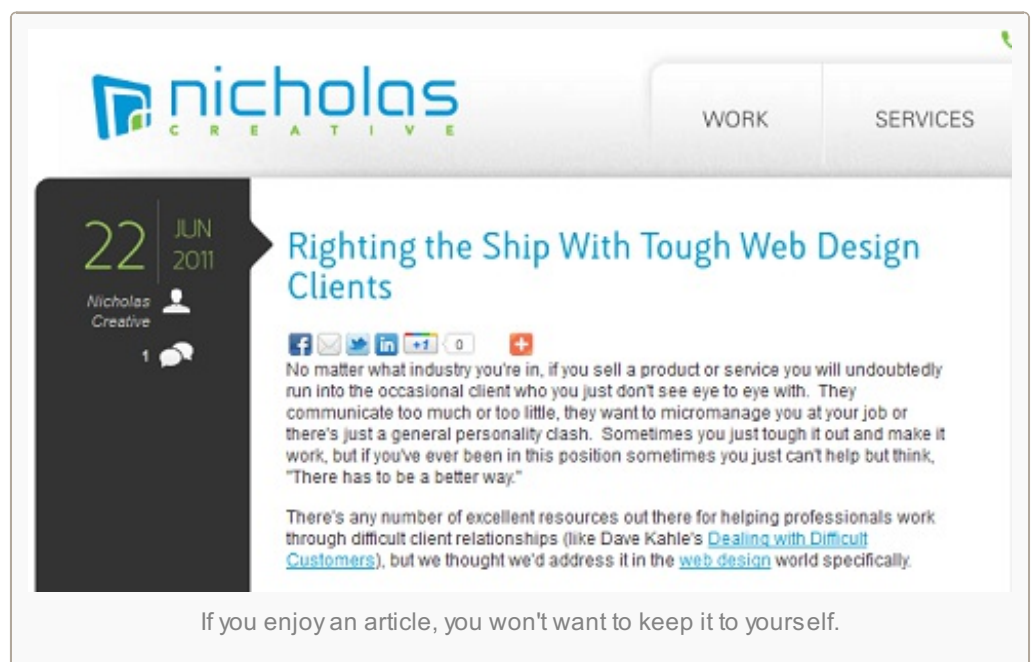 nicholas
CREATIVE
WORK
SERVICES
22
JUN
2011
Nicholas
Creative
1
Righting the Ship With Tough Web Design
Clients
+1
0
No matter what industry you're in, if you sell a product or service you will undoubtedly
run into the occasional client who you just don't see eye to eye with. They
communicate too much or too little, they want to micromanage you at your job or
there's just a general personality clash. Sometimes you just tough it out and make it
work, but if you've ever been in this position sometimes you just can't help but think,
"There has to be a better way."
There's any number of excellent resources out there for helping professionals work
through difficult client relationships (like Dave Kahle's Dealing with Difficult
Customers), but we thought we'd address it in the web design world specifically.
If you enjoy an article, you won't want to keep it to yourself.